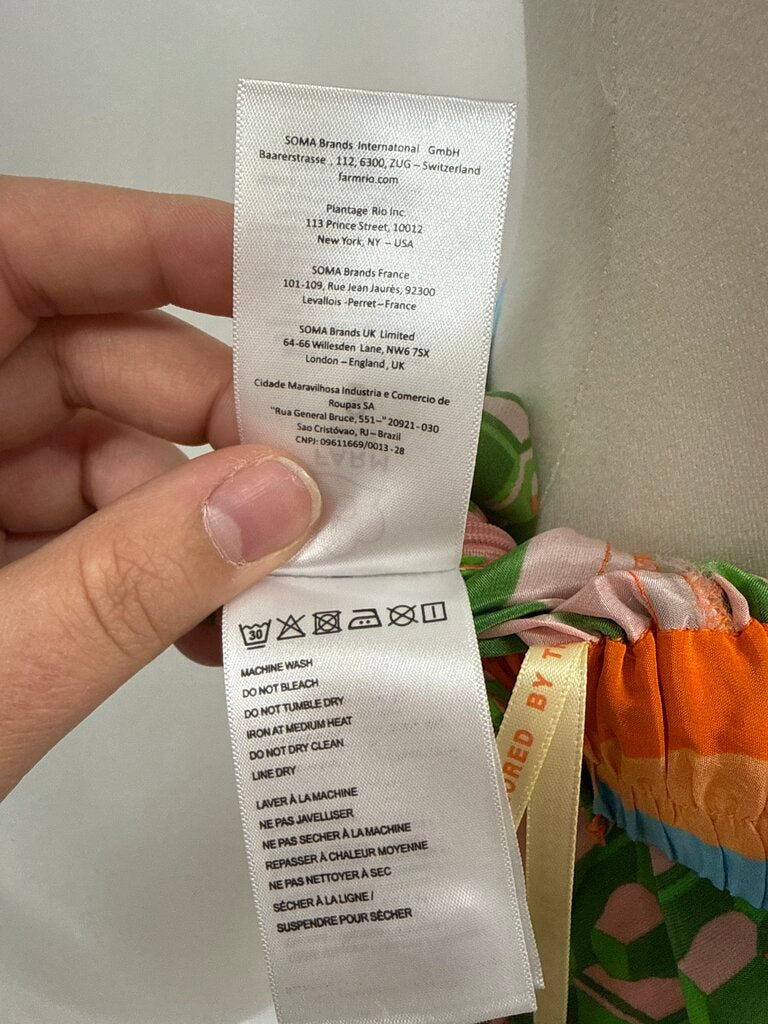 SOMA Brands Internatonal GmbH
Baarerstrasse , 112, 6300, ZUG – Switzerland
farmrio.com
Plantage Rio Inc.
113 Prince Street, 10012
New York, NY – USA
SOMA Brands France
101-109, Rue Jean Jaurès, 92300
Levallois -Perret – France
SOMA Brands UK Limited
64-66 Willesden Lane, NW6 7SX
London – England, UK
Cidade Maravilhosa Industria e Comercio de
Roupas SA
"Rua General Bruce, 551–" 20921-030
Sao Cristóvao, RJ – Brazil
CNPJ: 09611669/0013-28
FARM
30
MACHINE WASH
DO NOT BLEACH
DO NOT TUMBLE DRY
IRON AT MEDIUM HEAT
DO NOT DRY CLEAN
LINE DRY
LAVER À LA MACHINE
NE PAS JAVELLISER
NE PAS SECHER À LA MACHINE
REPASSER À CHALEUR MOYENNE
NE PAS NETTOYER À SEC
SÉCHER À LA LIGNE /
SUSPENDRE POUR SÉCHER
BY